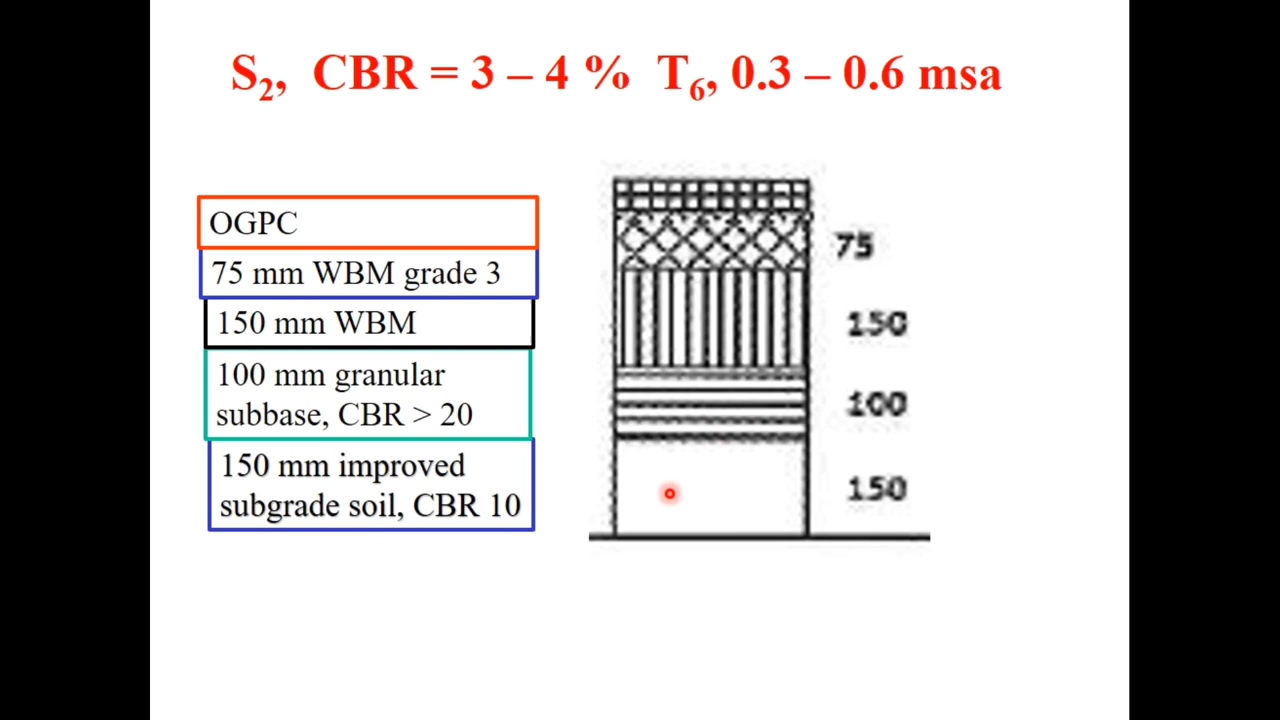 S₂, CBR = 3 – 4 % T₆, 0.3 – 0.6 msa
OGPC
75 mm WBM grade 3
150 mm WBM
100 mm granular
subbase, CBR > 20
150 mm improved
subgrade soil, CBR 10
75
150
100
150